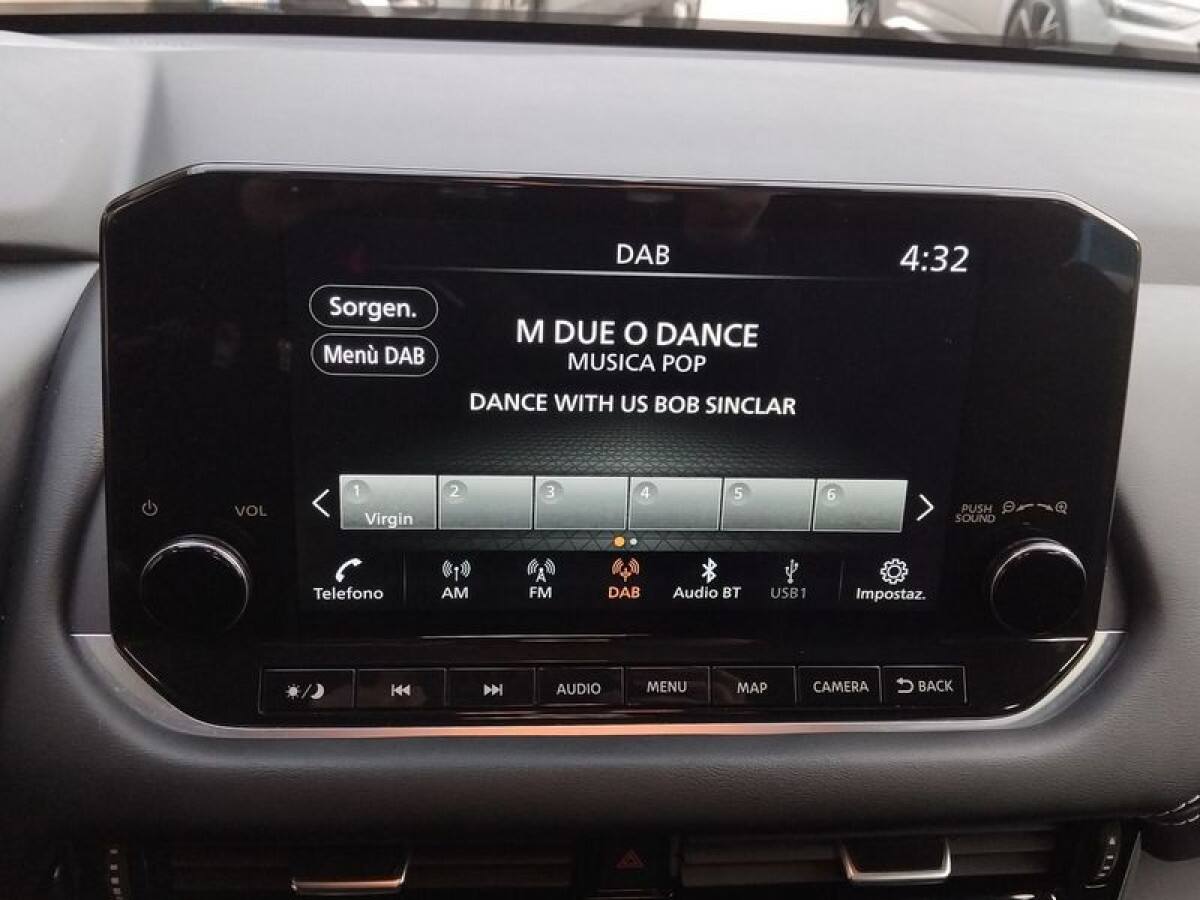 DAB
4:32
Sorgen.
Menù DAB
M DUE O DANCE
MUSICA POP
DANCE WITH US BOB SINCLAR
1 2 3 4 5 6
Virgin
VOL
PUSH
SOUND
Telefono AM FM DAB Audio BT USB1 Impostaz.
AUDIO MENU MAP CAMERA BACK